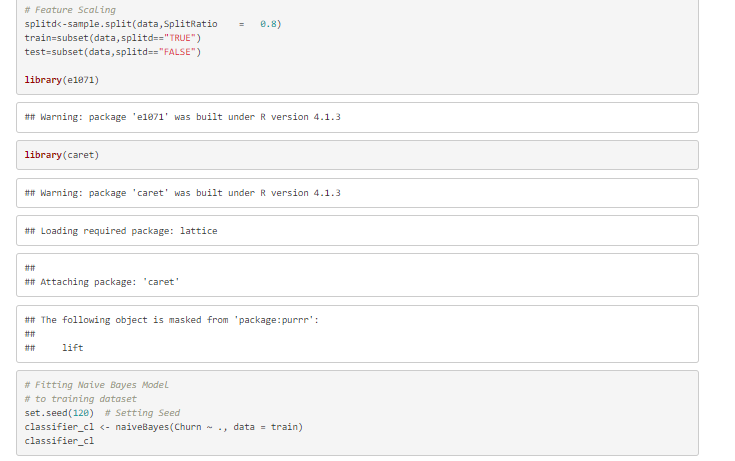 # Feature Scaling
splitd<-sample.split(data,SplitRatio    =   0.8)
train=subset(data,splitd=="TRUE")
test=subset(data,splitd=="FALSE")
library(e1071)
## Warning: package 'e1071' was built under R version 4.1.3
library(caret)
## Warning: package 'caret' was built under R version 4.1.3
## Loading required package: lattice
##
## Attaching package: 'caret'
## The following object is masked from 'package:purrr':
##
##     lift
# Fitting Naive Bayes Model
# to training dataset
set.seed(120)  # Setting Seed
classifier_cl <- naiveBayes(Churn ~ ., data = train)
classifier_cl